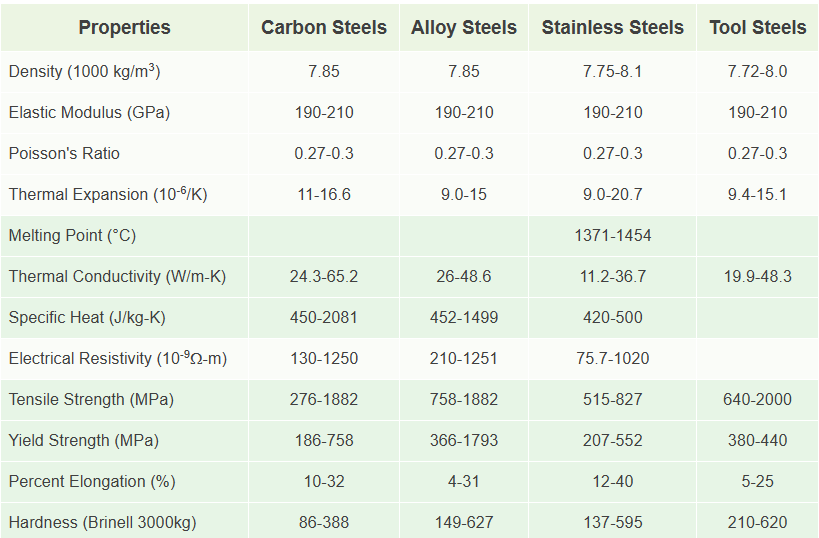 Properties Carbon Steels Alloy Steels Stainless Steels Tool Steels
Density (1000 kg/m³) 7.85 7.85 7.75-8.1 7.72-8.0
Elastic Modulus (GPa) 190-210 190-210 190-210 190-210
Poisson's Ratio 0.27-0.3 0.27-0.3 0.27-0.3 0.27-0.3
Thermal Expansion (10⁻⁶/K) 11-16.6 9.0-15 9.0-20.7 9.4-15.1
Melting Point (°C) 1371-1454
Thermal Conductivity (W/m-K) 24.3-65.2 26-48.6 11.2-36.7 19.9-48.3
Specific Heat (J/kg-K) 450-2081 452-1499 420-500
Electrical Resistivity (10⁻⁹Ω-m) 130-1250 210-1251 75.7-1020
Tensile Strength (MPa) 276-1882 758-1882 515-827 640-2000
Yield Strength (MPa) 186-758 366-1793 207-552 380-440
Percent Elongation (%) 10-32 4-31 12-40 5-25
Hardness (Brinell 3000kg) 86-388 149-627 137-595 210-620